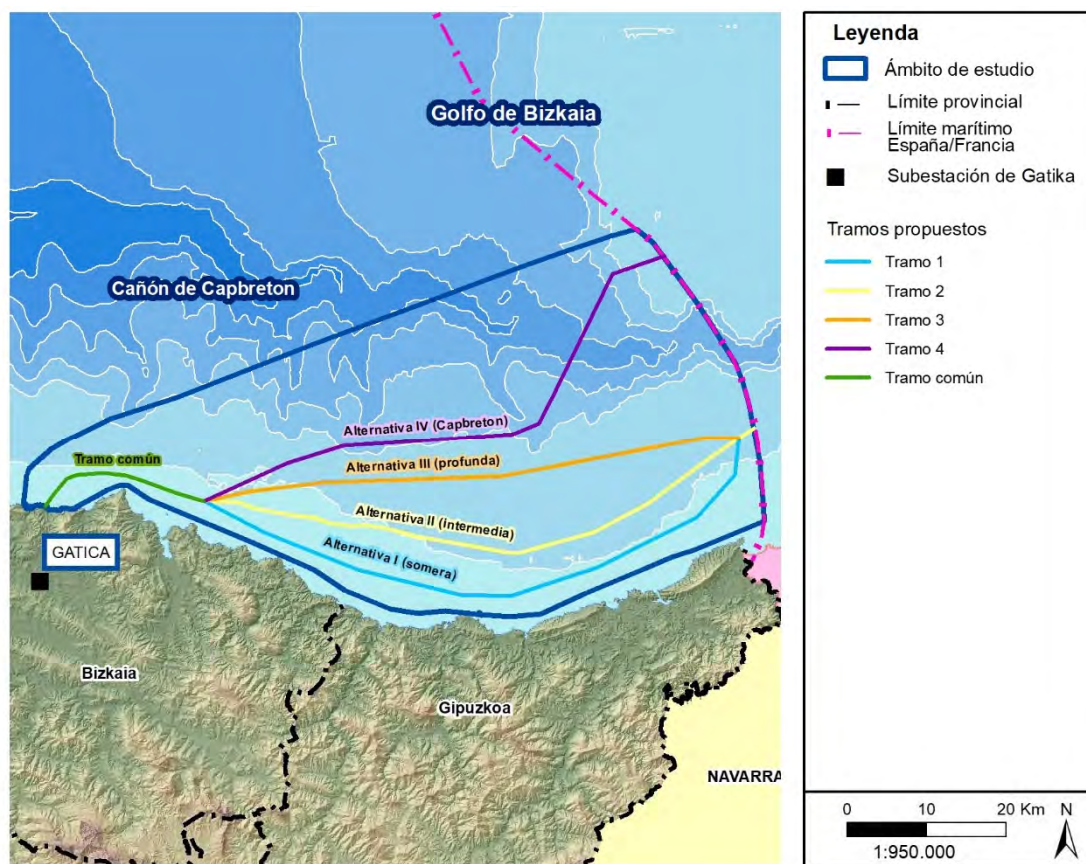 Golfo de Bizkaia
Cañón de Capbreton
Alternativa IV (Capbreton)
Tramo común
Alternativa III (profunda)
Alternativa II (intermedia)
Alternativa I (somera)
GATICA
Bizkaia
Gipuzkoa
NAVARRA
Leyenda
Ámbito de estudio
Límite provincial
Límite marítimo
España/Francia
Subestación de Gatika
Tramos propuestos
Tramo 1
Tramo 2
Tramo 3
Tramo 4
Tramo común
0 10 20 Km N
1:950.000